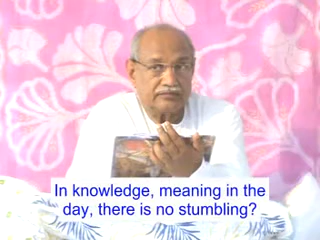 In knowledge, meaning in the
day, there is no stumbling?